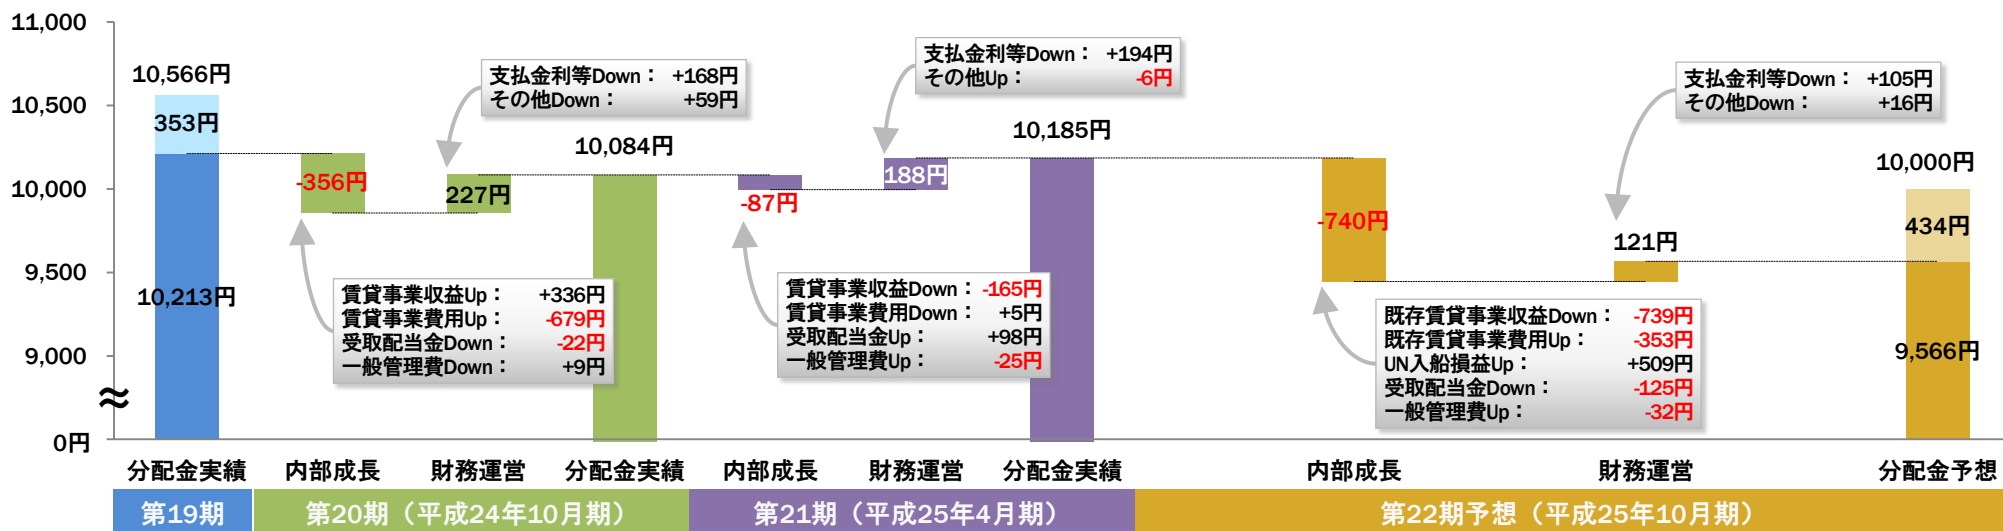 11,000
10,500
10,000
9,500
9,000
0円
10,566円
353円
10,213円
-356円
賃貸事業収益Up： +336円
賃貸事業費用Up： -679円
受取配当金Down： -22円
一般管理費Down： +9円
支払金利等Down： +168円
その他Down： +59円
227円
10,084円
-87円
賃貸事業収益Down： -165円
賃貸事業費用Down： +5円
受取配当金Up： +98円
一般管理費Up： -25円
支払金利等Down： +194円
その他Up： -6円
188円
10,185円
-740円
既存賃貸事業収益Down： -739円
既存賃貸事業費用Up： -353円
UN入船損益Up： +509円
受取配当金Down： -125円
一般管理費Up： -32円
支払金利等Down： +105円
その他Down： +16円
121円
10,000円
434円
9,566円
分配金実績 内部成長 財務運営 分配金実績 内部成長 財務運営 分配金実績 内部成長 財務運営 分配金予想
第19期 第20期（平成24年10月期） 第21期（平成25年4月期） 第22期予想（平成25年10月期）